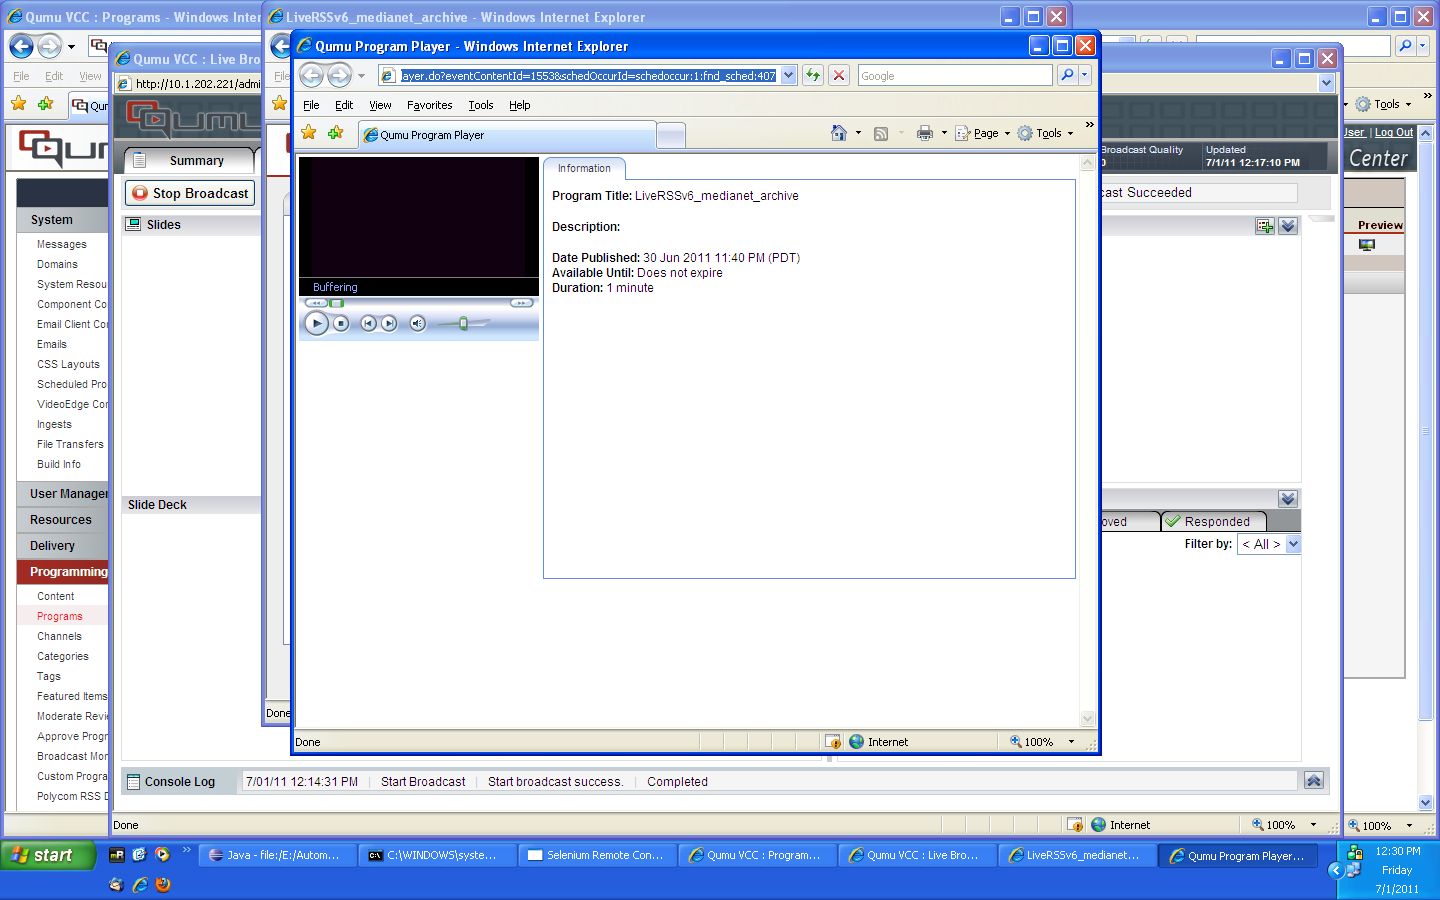 Qumu VCC : Programs - Windows Inte
LiveRSSv6_medianet_archive - Windows Internet Explorer
Qumu Program Player - Windows Internet Explorer
Qumu VCC : Live Bro
http://10.1.202.221/admi
ayer.do?eventContentId=1553&schedOccurId=schedoccur:1:fnd_sched:407
Google
File Edit View
File Edit View Favorites Tools Help
Qumu Program Player
Page Tools
Tools
User | Log Out
Center
Summary
Stop Broadcast
Slides
Slide Deck
Broadcast Quality
0
Updated
7/1/11 12:17:10 PM
cast Succeeded
Preview
Information
Program Title: LiveRSSv6_medianet_archive
Description:
Date Published: 30 Jun 2011 11:40 PM (PDT)
Available Until: Does not expire
Duration: 1 minute
Buffering
System
Messages
Domains
System Resou
Component Co
Email Client Co
Emails
CSS Layouts
Scheduled Pro
VideoEdge Co
Ingests
File Transfers
Build Info
User Manager
Resources
Delivery
Programming
Content
Programs
Channels
Categories
Tags
Featured Items
Moderate Revi
Approve Progr
Broadcast Mon
Custom Progra
Polycom RSS D
oved
Responded
Filter by: < All >
Done
Done Internet 100%
Console Log 7/01/11 12:14:31 PM Start Broadcast Start broadcast success. Completed
Done Internet 100%
100%
start
Java - file:/E:/Autom...
C:\WINDOWS\syste...
Selenium Remote Con...
Qumu VCC : Program...
Qumu VCC : Live Bro...
LiveRSSv6_medianet...
Qumu Program Player...
12:30 PM
Friday
7/1/2011